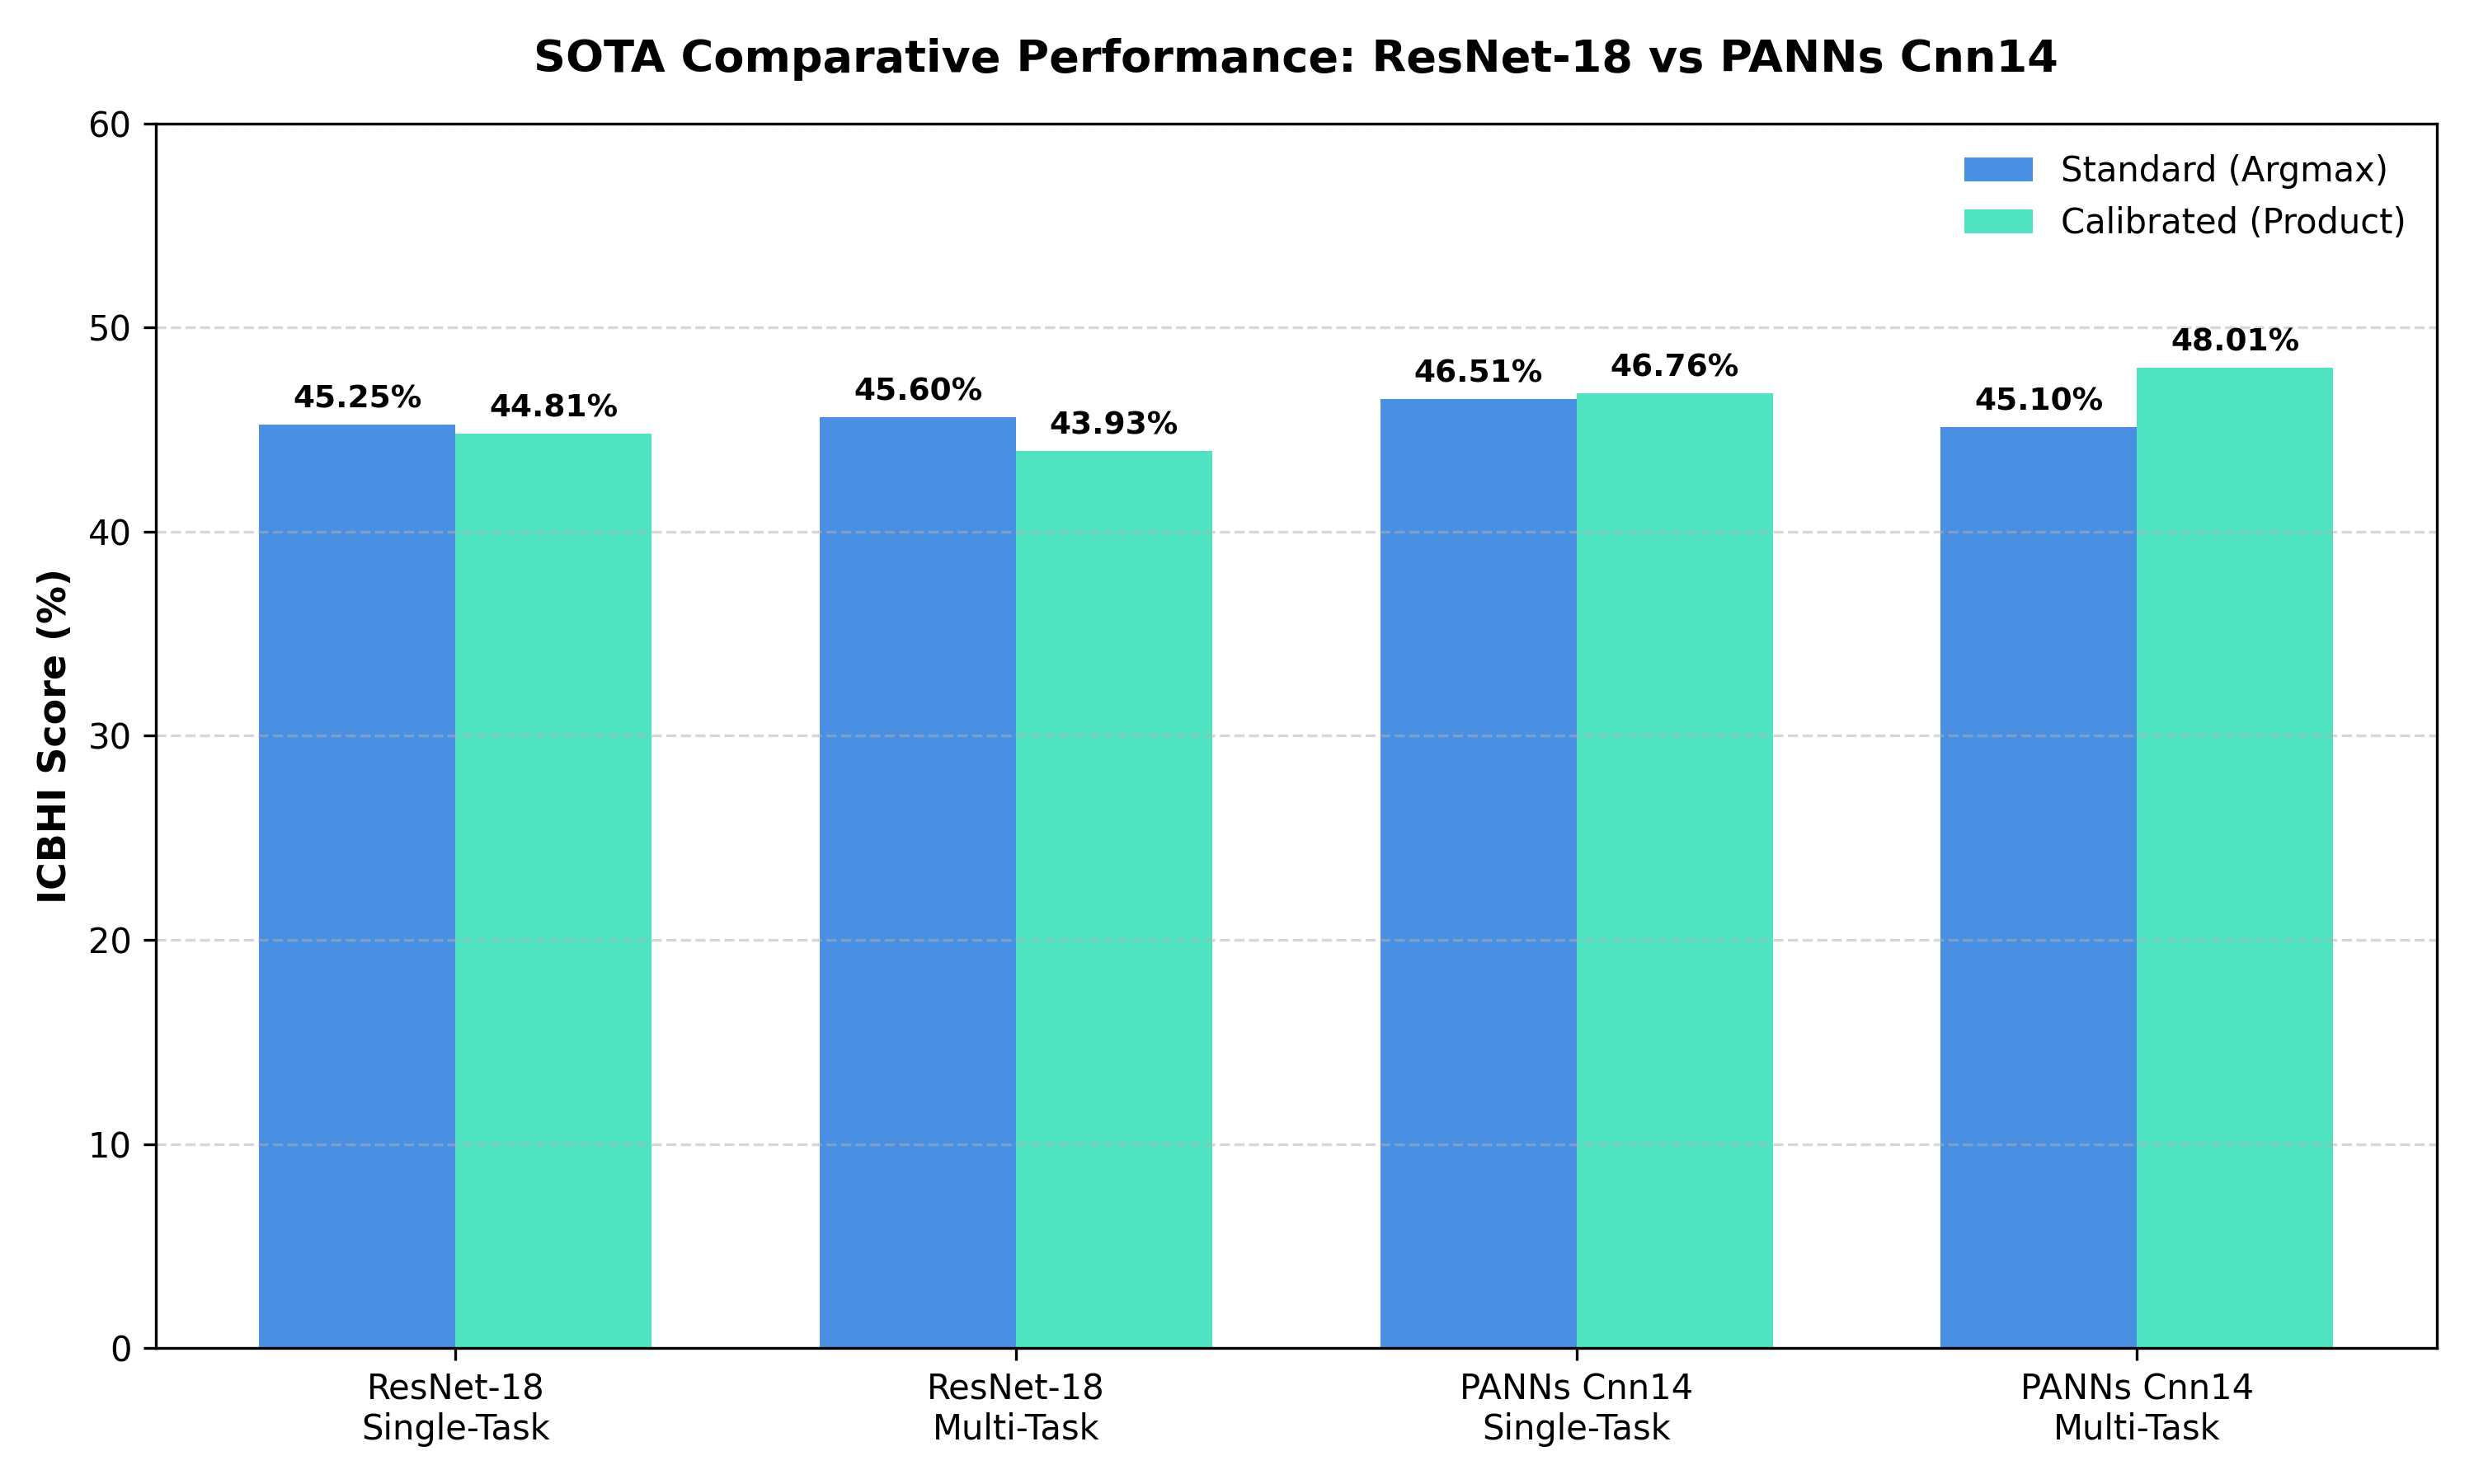 SOTA Comparative Performance: ResNet-18 vs PANNs Cnn14
60
50
40
30
20
10
0
ICBHI Score (%)
Standard (Argmax)
Calibrated (Product)
45.25%
44.81%
45.60%
43.93%
46.51%
46.76%
45.10%
48.01%
ResNet-18
Single-Task
ResNet-18
Multi-Task
PANNs Cnn14
Single-Task
PANNs Cnn14
Multi-Task